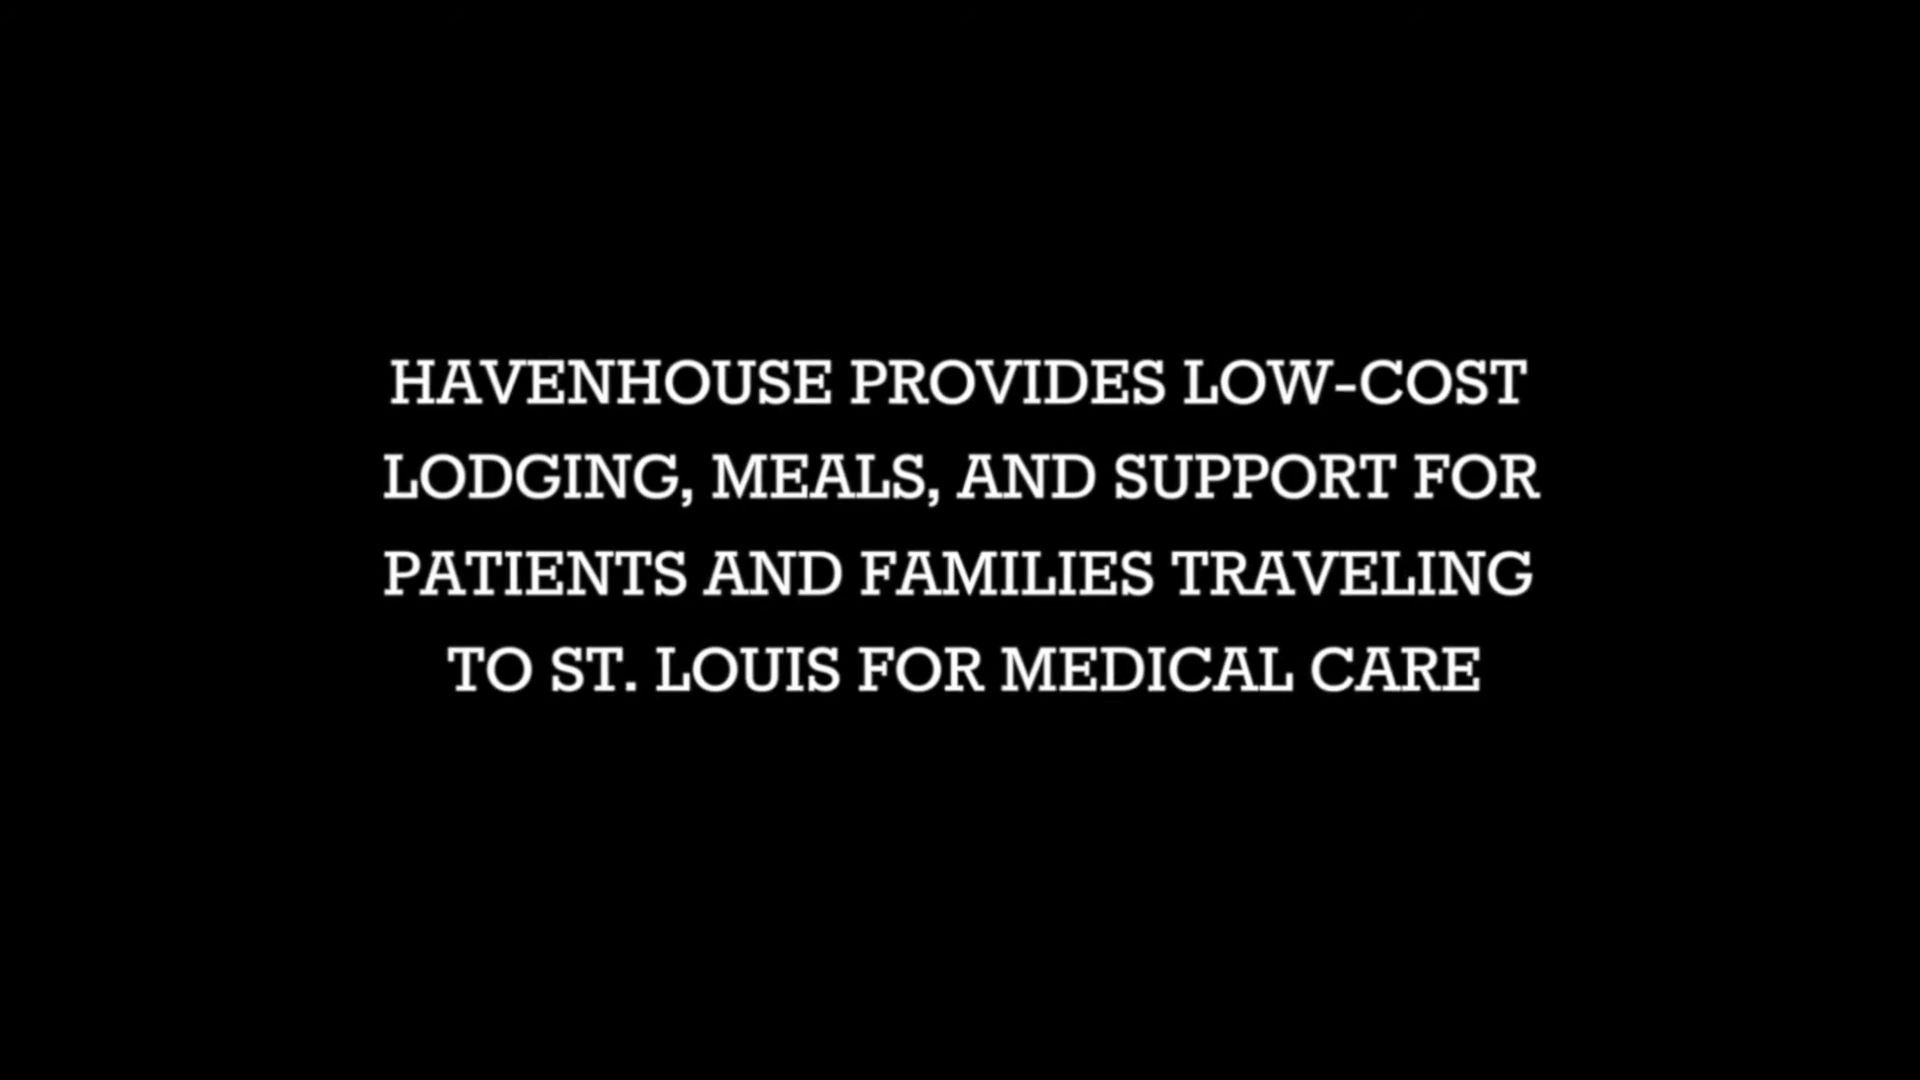 HAVENHOUSE PROVIDES LOW-COST
LODGING, MEALS, AND SUPPORT FOR
PATIENTS AND FAMILIES TRAVELING
TO ST. LOUIS FOR MEDICAL CARE